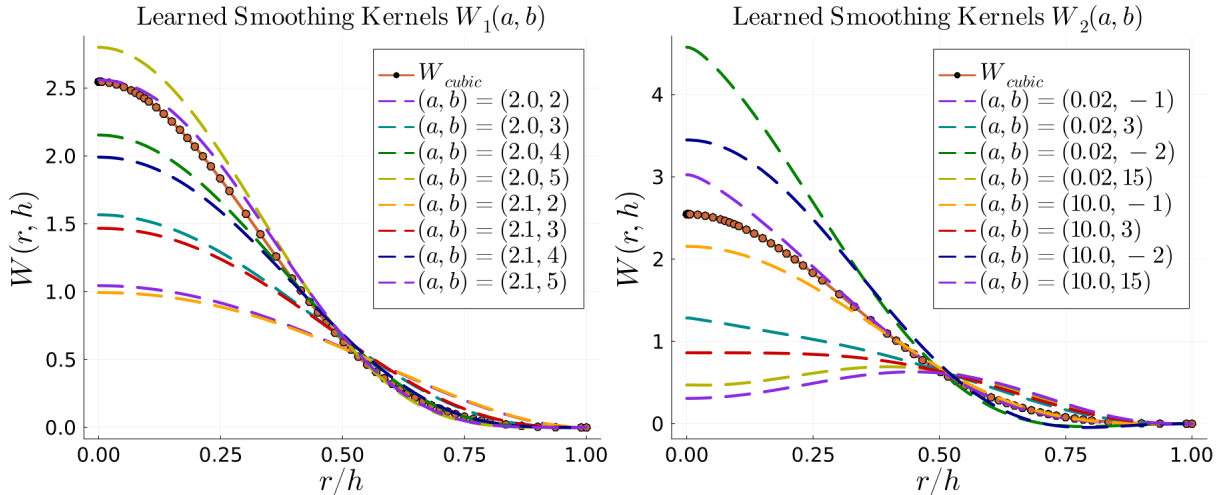 Learned Smoothing Kernels W₁(a, b)
W(r, h)
2.5
2.0
1.5
1.0
0.5
0.0
W_cubic
(a, b) = (2.0, 2)
(a, b) = (2.0, 3)
(a, b) = (2.0, 4)
(a, b) = (2.0, 5)
(a, b) = (2.1, 2)
(a, b) = (2.1, 3)
(a, b) = (2.1, 4)
(a, b) = (2.1, 5)
0.00 0.25 0.50 0.75 1.00
r/h
Learned Smoothing Kernels W₂(a, b)
W(r, h)
4
3
2
1
0
W_cubic
(a, b) = (0.02, −1)
(a, b) = (0.02, 3)
(a, b) = (0.02, −2)
(a, b) = (0.02, 15)
(a, b) = (10.0, −1)
(a, b) = (10.0, 3)
(a, b) = (10.0, −2)
(a, b) = (10.0, 15)
0.00 0.25 0.50 0.75 1.00
r/h